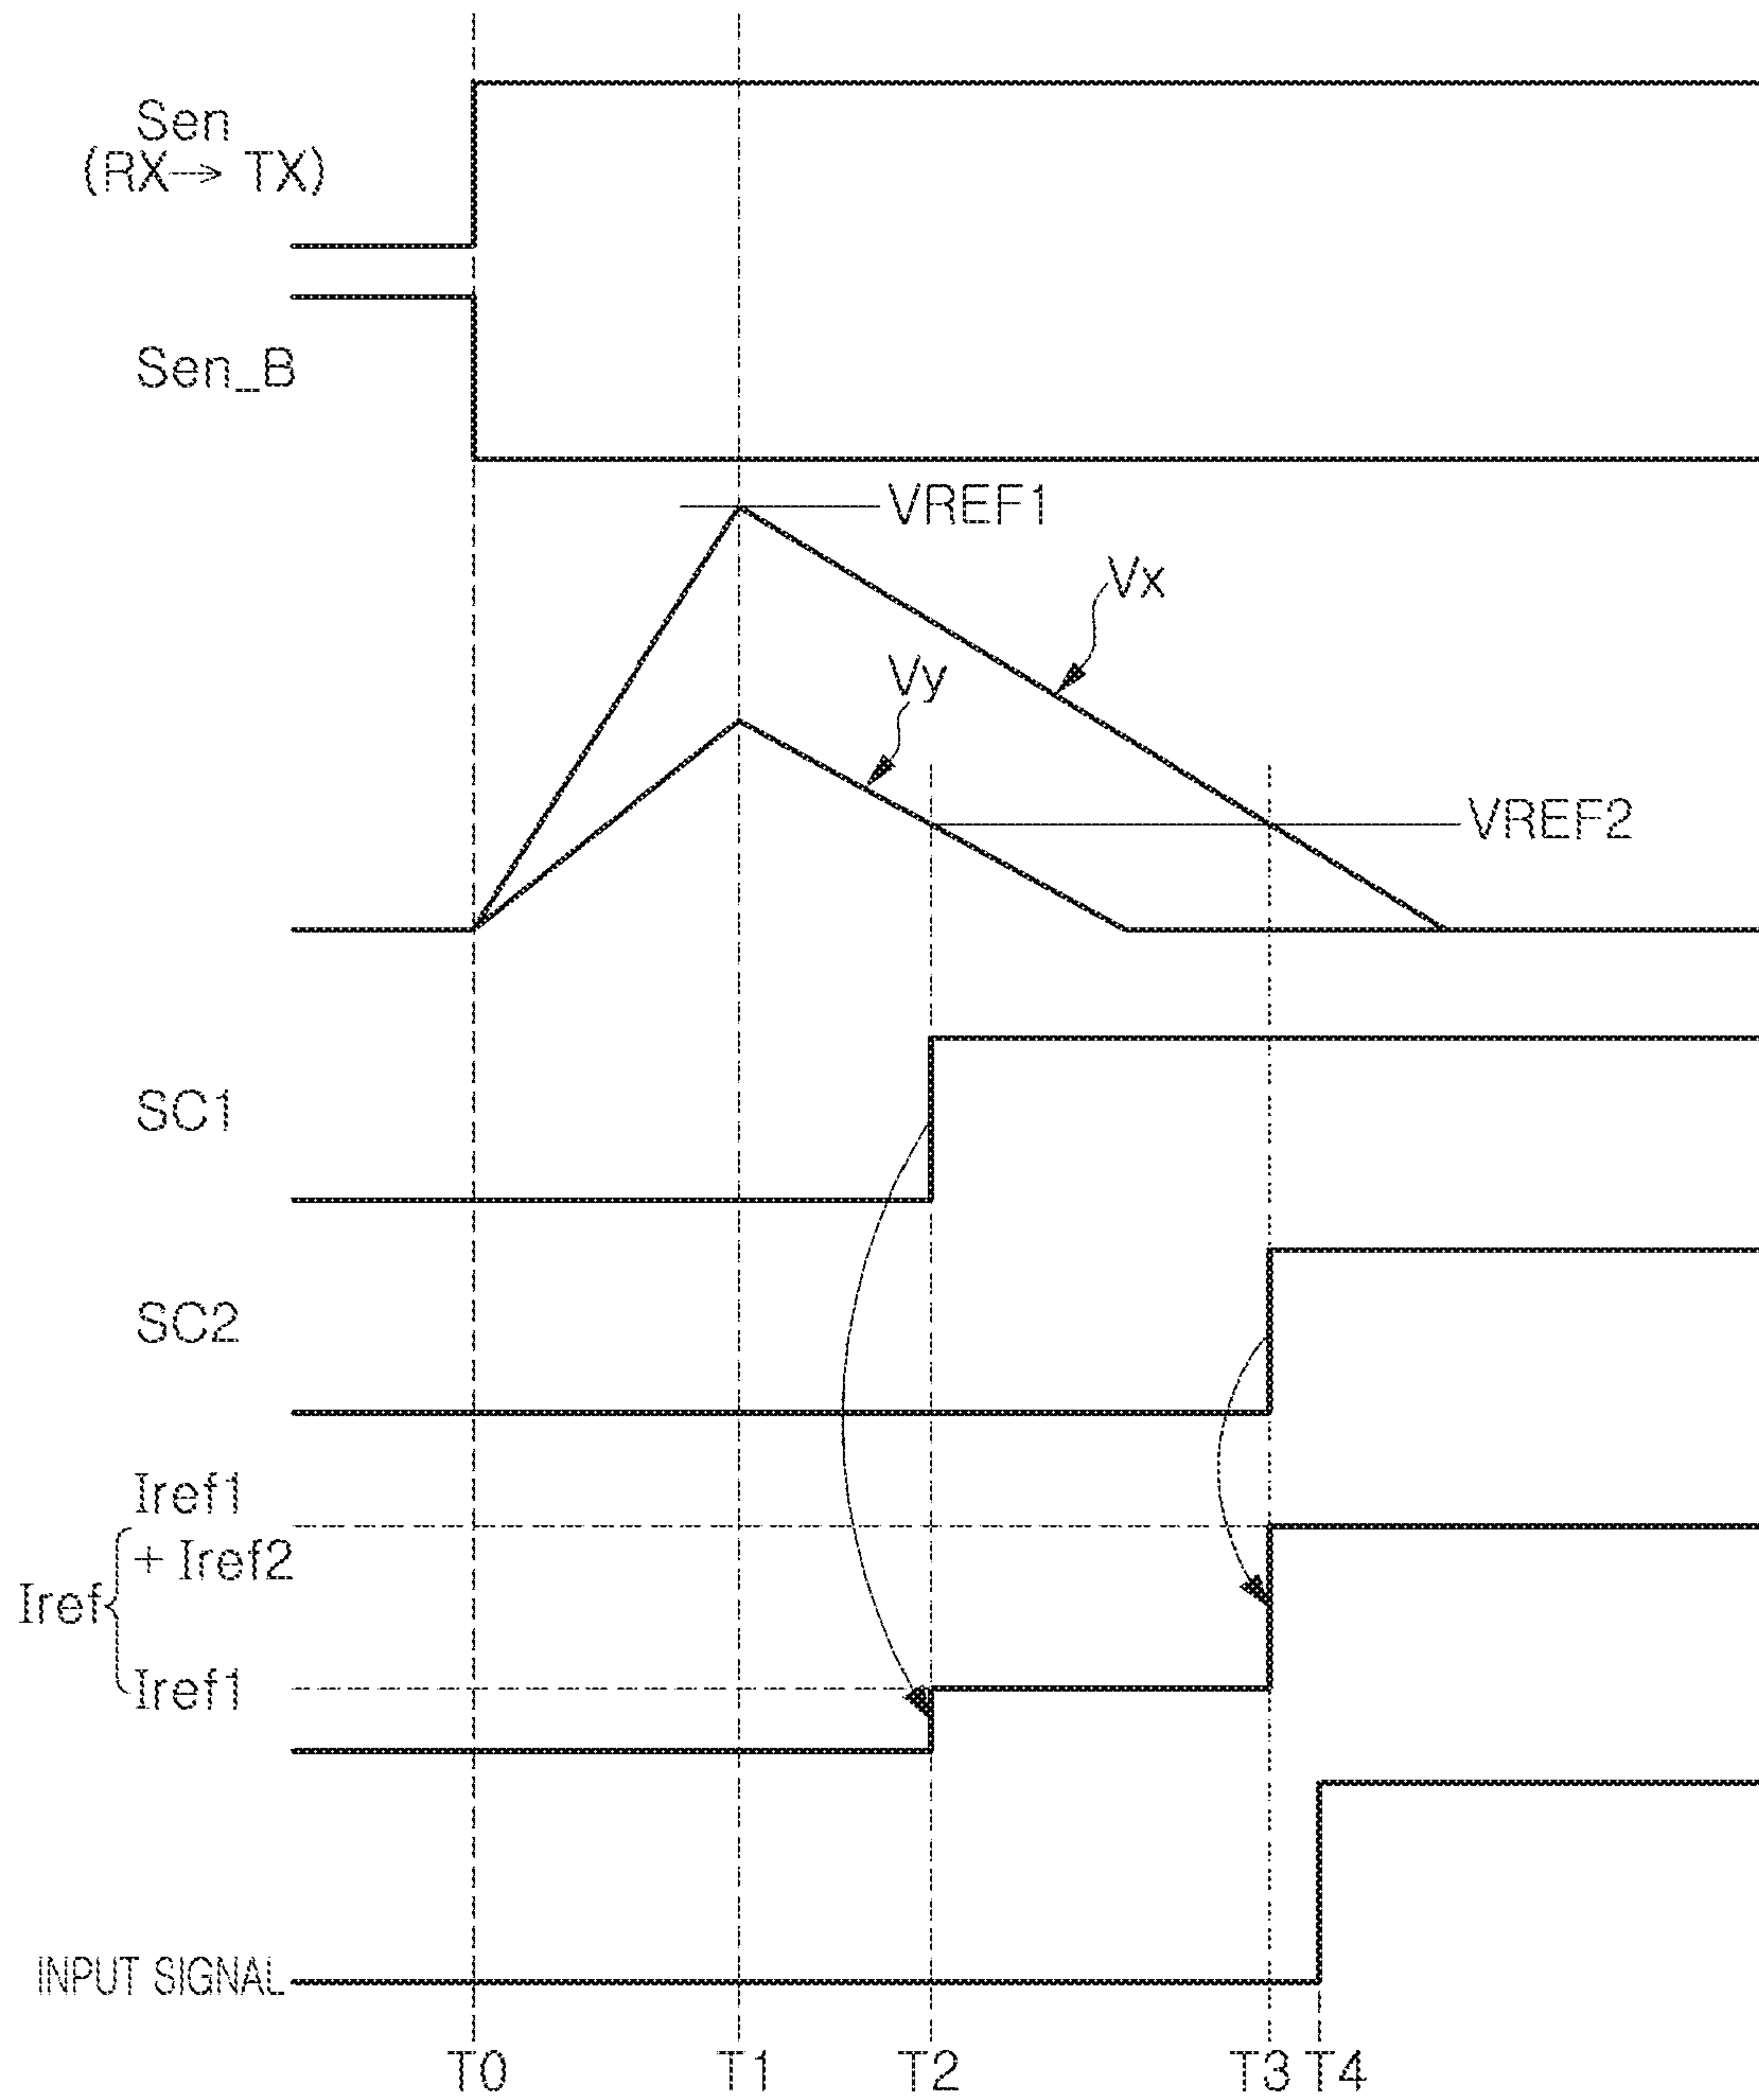 Sen
(RX→ TX)
Sen_B
VREF1
Vx
Vy
VREF2
SC1
SC2
Iref1
+ Iref2
Iref
Iref1
INPUT SIGNAL
T0 T1 T2 T3 T4